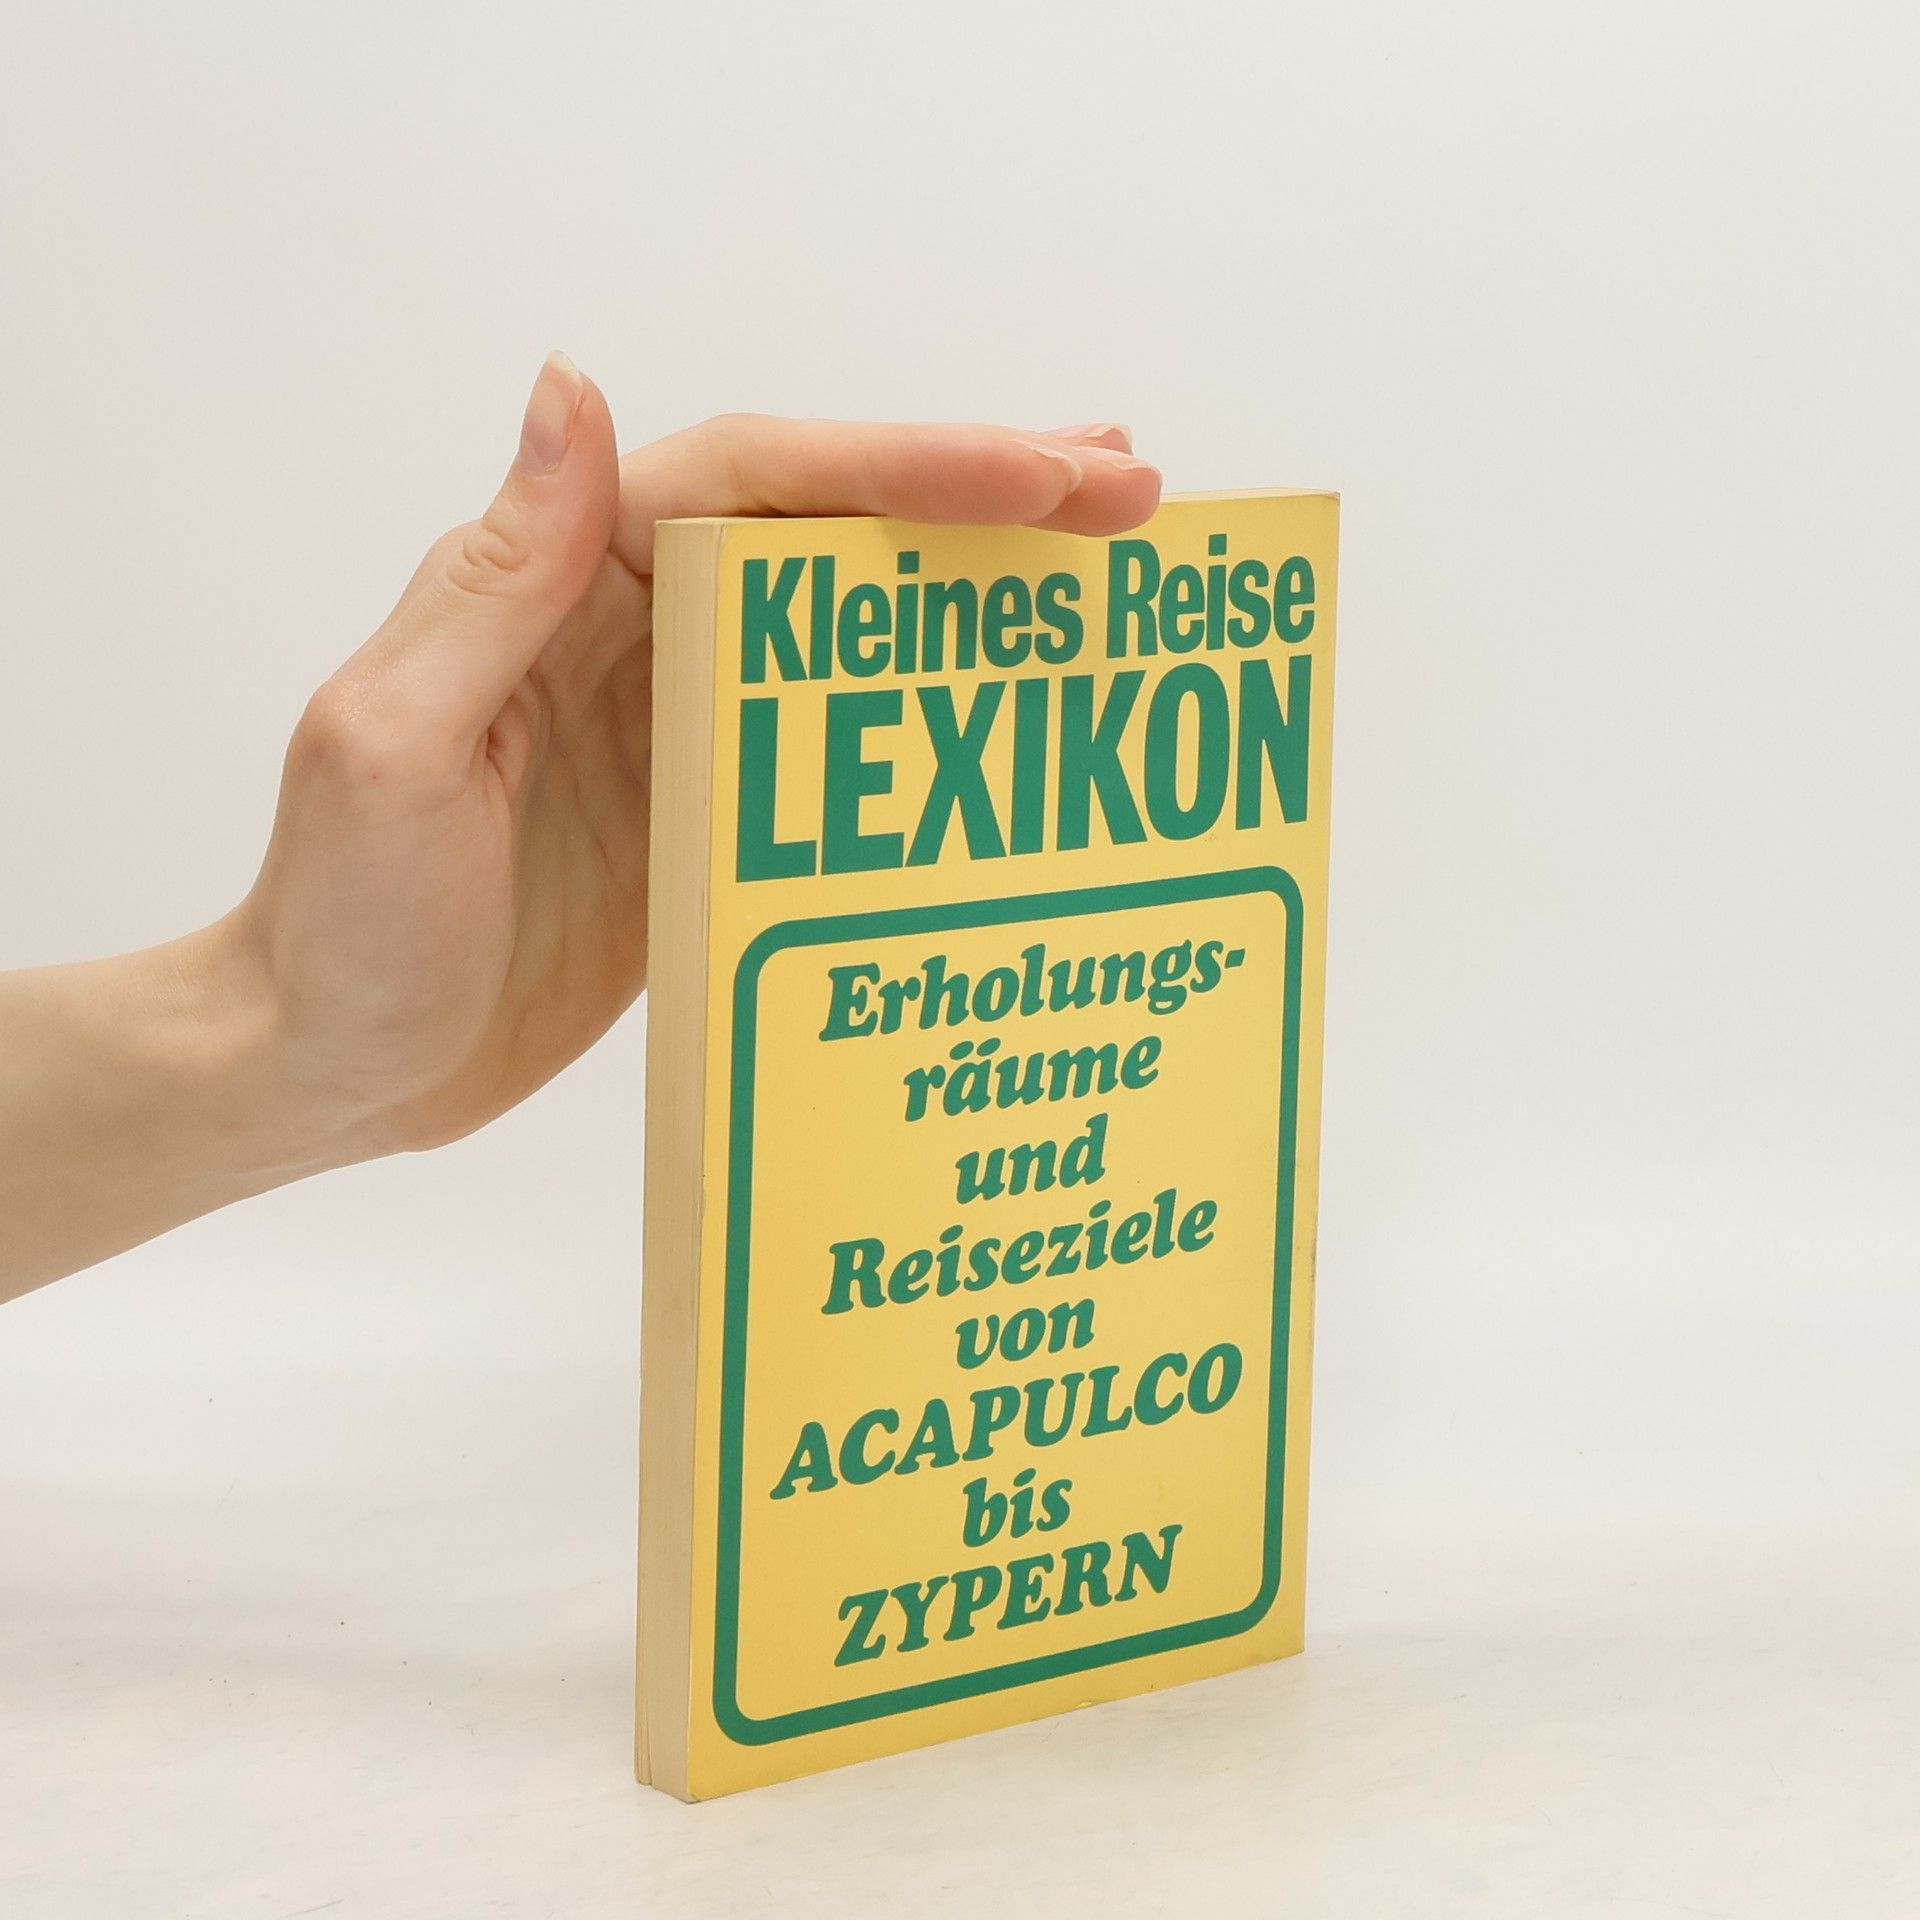 Kleines Reise
LEXIKON
Erholungs-
räume
und
Reiseziele
von
ACAPULCO
bis
ZYPERN